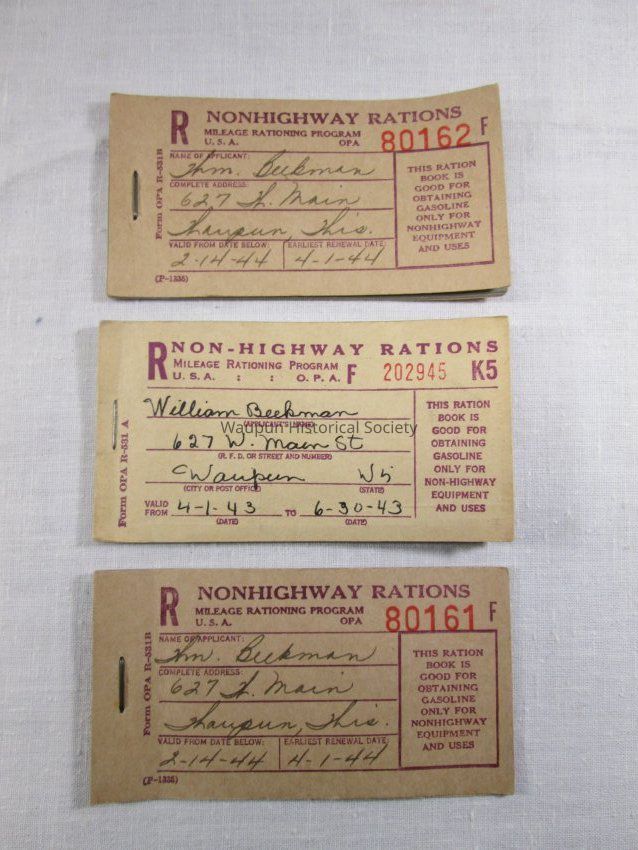 R NONHIGHWAY RATIONS
MILEAGE RATIONING PROGRAM
U. S. A. OPA 80162 F
Form OPA R-531B
NAME OF APPLICANT:
Wm. Beekman
COMPLETE ADDRESS:
627 W. Main
Waupun, Wis.
VALID FROM DATE BELOW: EARLIEST RENEWAL DATE:
2-14-44 4-1-44
(P-1335)
THIS RATION
BOOK IS
GOOD FOR
OBTAINING
GASOLINE
ONLY FOR
NONHIGHWAY
EQUIPMENT
AND USES
R NON-HIGHWAY RATIONS
MILEAGE RATIONING PROGRAM
U. S. A. : : O. P. A. F 202945 K5
Form OPA R-531 A
William Beekman
(APPLICANT'S NAME)
Waupun Historical Society
627 W. Main St
(R. F. D. OR STREET AND NUMBER)
Waupun Wis
(CITY OR POST OFFICE) (STATE)
VALID FROM 4-1-43 TO 6-30-43
(DATE) (DATE)
THIS RATION
BOOK IS
GOOD FOR
OBTAINING
GASOLINE
ONLY FOR
NON-HIGHWAY
EQUIPMENT
AND USES
R NONHIGHWAY RATIONS
MILEAGE RATIONING PROGRAM
U. S. A. OPA 80161 F
Form OPA R-531B
NAME OF APPLICANT:
Wm. Beekman
COMPLETE ADDRESS:
627 W. Main
Waupun, Wis.
VALID FROM DATE BELOW: EARLIEST RENEWAL DATE:
2-14-44 4-1-44
(P-1335)
THIS RATION
BOOK IS
GOOD FOR
OBTAINING
GASOLINE
ONLY FOR
NONHIGHWAY
EQUIPMENT
AND USES